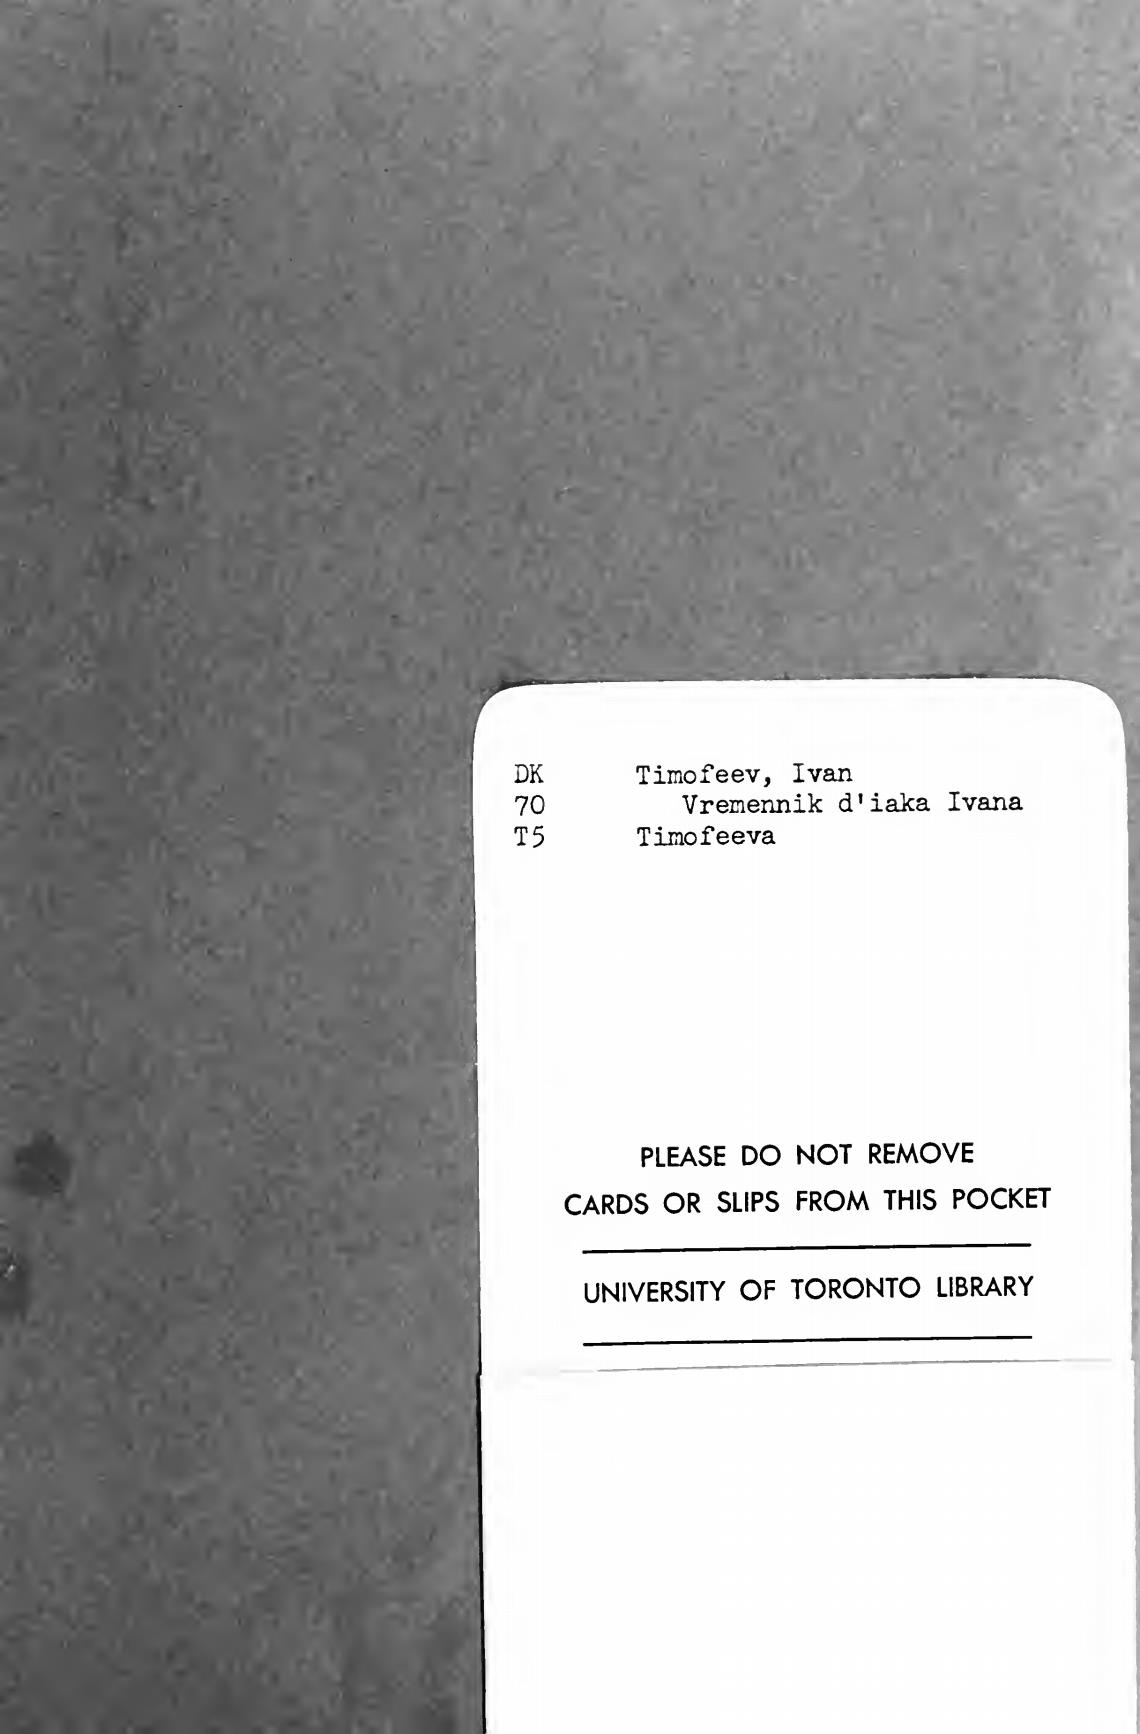 DK Timofeev, Ivan
70 Vremennik d'iaka Ivana
T5 Timofeeva
PLEASE DO NOT REMOVE
CARDS OR SLIPS FROM THIS POCKET
UNIVERSITY OF TORONTO LIBRARY